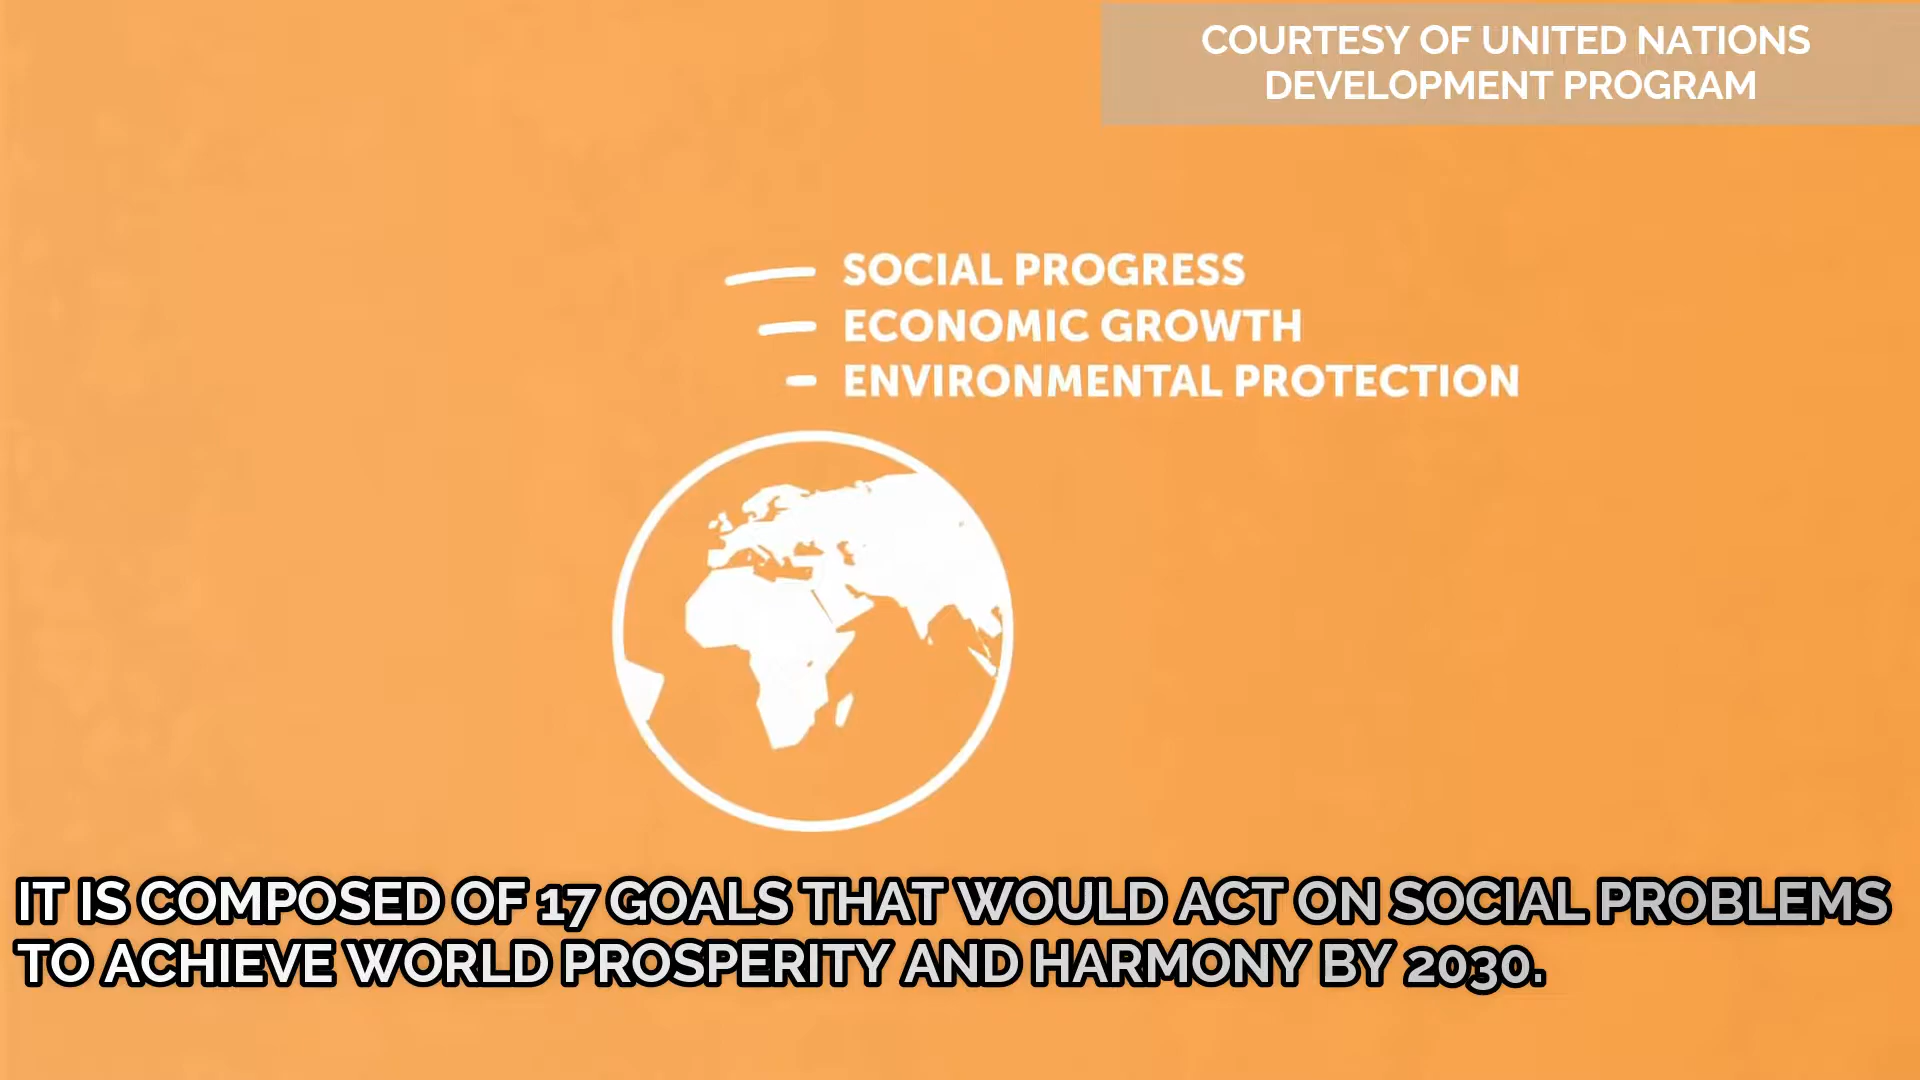 COURTESY OF UNITED NATIONS
DEVELOPMENT PROGRAM
SOCIAL PROGRESS
ECONOMIC GROWTH
ENVIRONMENTAL PROTECTION
IT IS COMPOSED OF 17 GOALS THAT WOULD ACT ON SOCIAL PROBLEMS
TO ACHIEVE WORLD PROSPERITY AND HARMONY BY 2030.